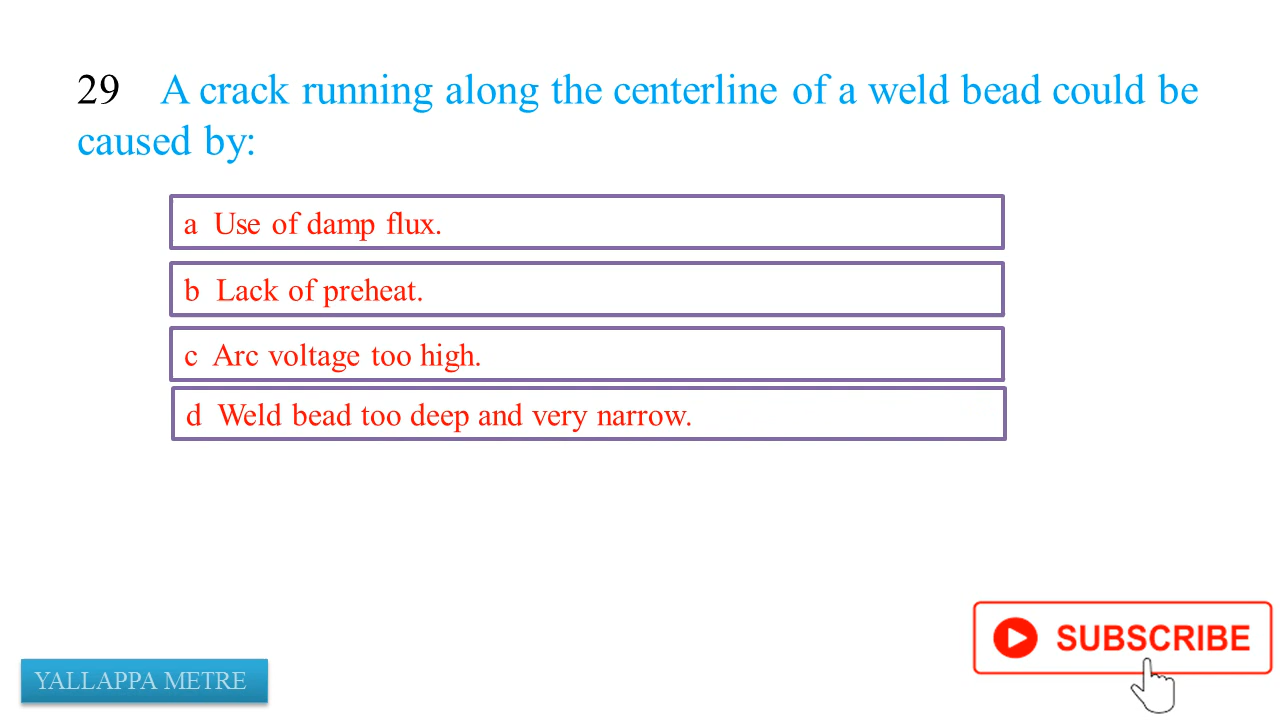 29 A crack running along the centerline of a weld bead could be
caused by:
a Use of damp flux.
b Lack of preheat.
c Arc voltage too high.
d Weld bead too deep and very narrow.
SUBSCRIBE
YALLAPPA METRE